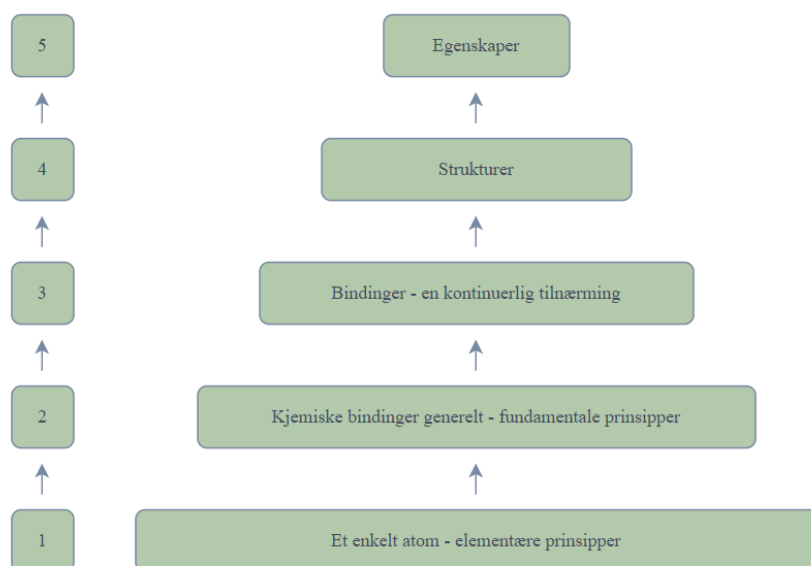 5
Egenskaper
4
Strukturer
3
Bindinger - en kontinuerlig tilnærming
2
Kjemiske bindinger generelt - fundamentale prinsipper
1
Et enkelt atom - elementære prinsipper